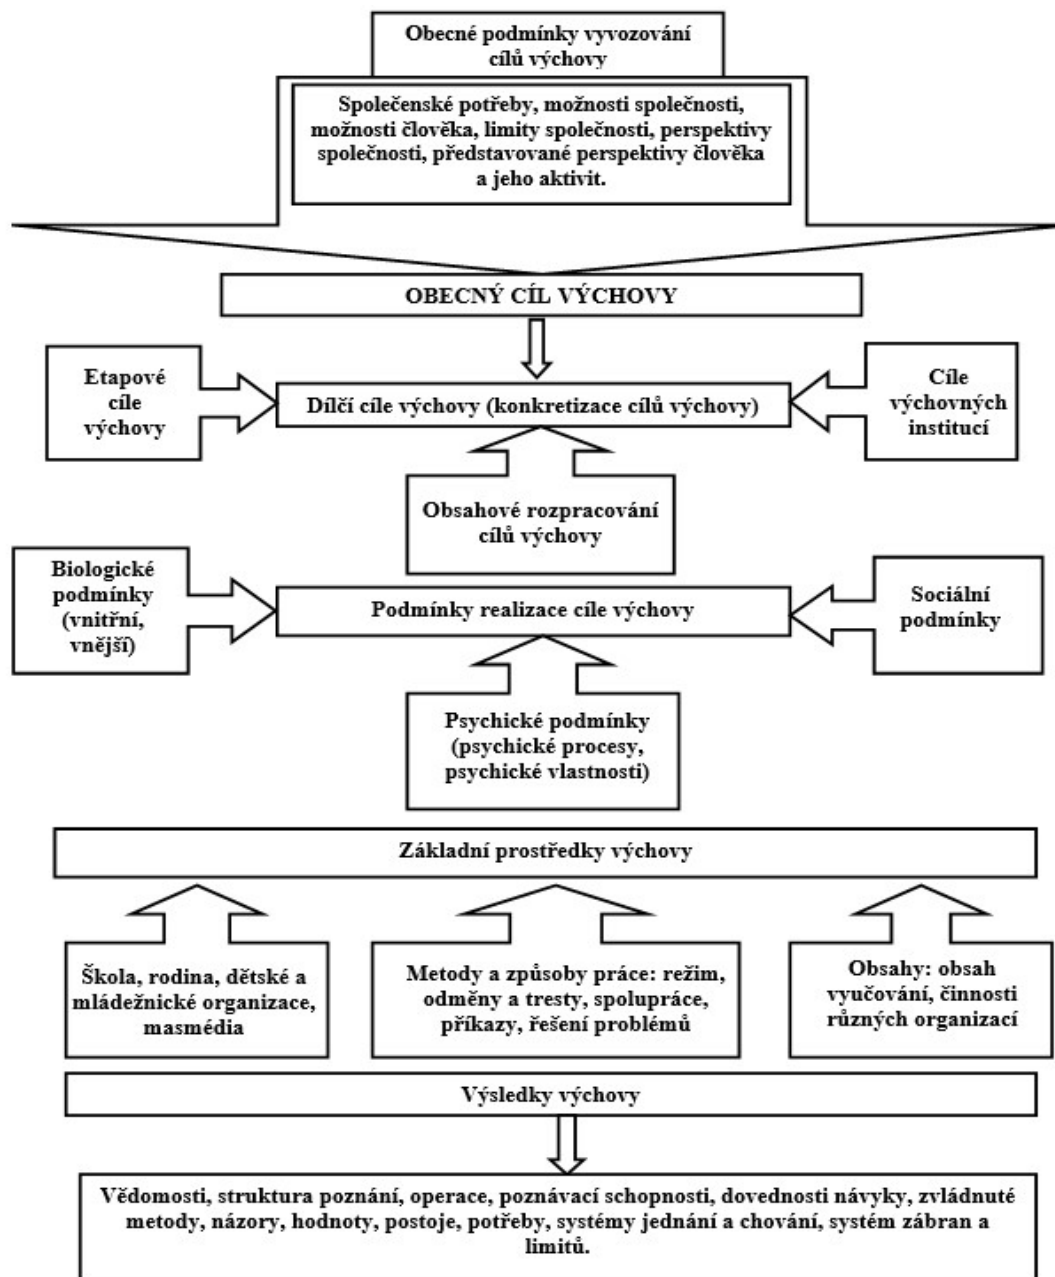 Obecné podmínky vyvozování
cílů výchovy
Společenské potřeby, možnosti společnosti,
možnosti člověka, limity společnosti, perspektivy
společnosti, představované perspektivy člověka
a jeho aktivit.
OBECNÝ CÍL VÝCHOVY
Etapové
cíle
výchovy
Dílčí cíle výchovy (konkretizace cílů výchovy)
Cíle
výchovných
institucí
Obsahové rozpracování
cílů výchovy
Biologické
podmínky
(vnitřní,
vnější)
Podmínky realizace cíle výchovy
Sociální
podmínky
Psychické podmínky
(psychické procesy,
psychické vlastnosti)
Základní prostředky výchovy
Škola, rodina, dětské a
mládežnické organizace,
masmédia
Metody a způsoby práce: režim,
odměny a tresty, spolupráce,
příkazy, řešení problémů
Obsahy: obsah
vyučování, činnosti
různých organizací
Výsledky výchovy
Vědomosti, struktura poznání, operace, poznávací schopnosti, dovednosti návyky, zvládnuté
metody, názory, hodnoty, postoje, potřeby, systémy jednání a chování, systém zábran a
limitů.